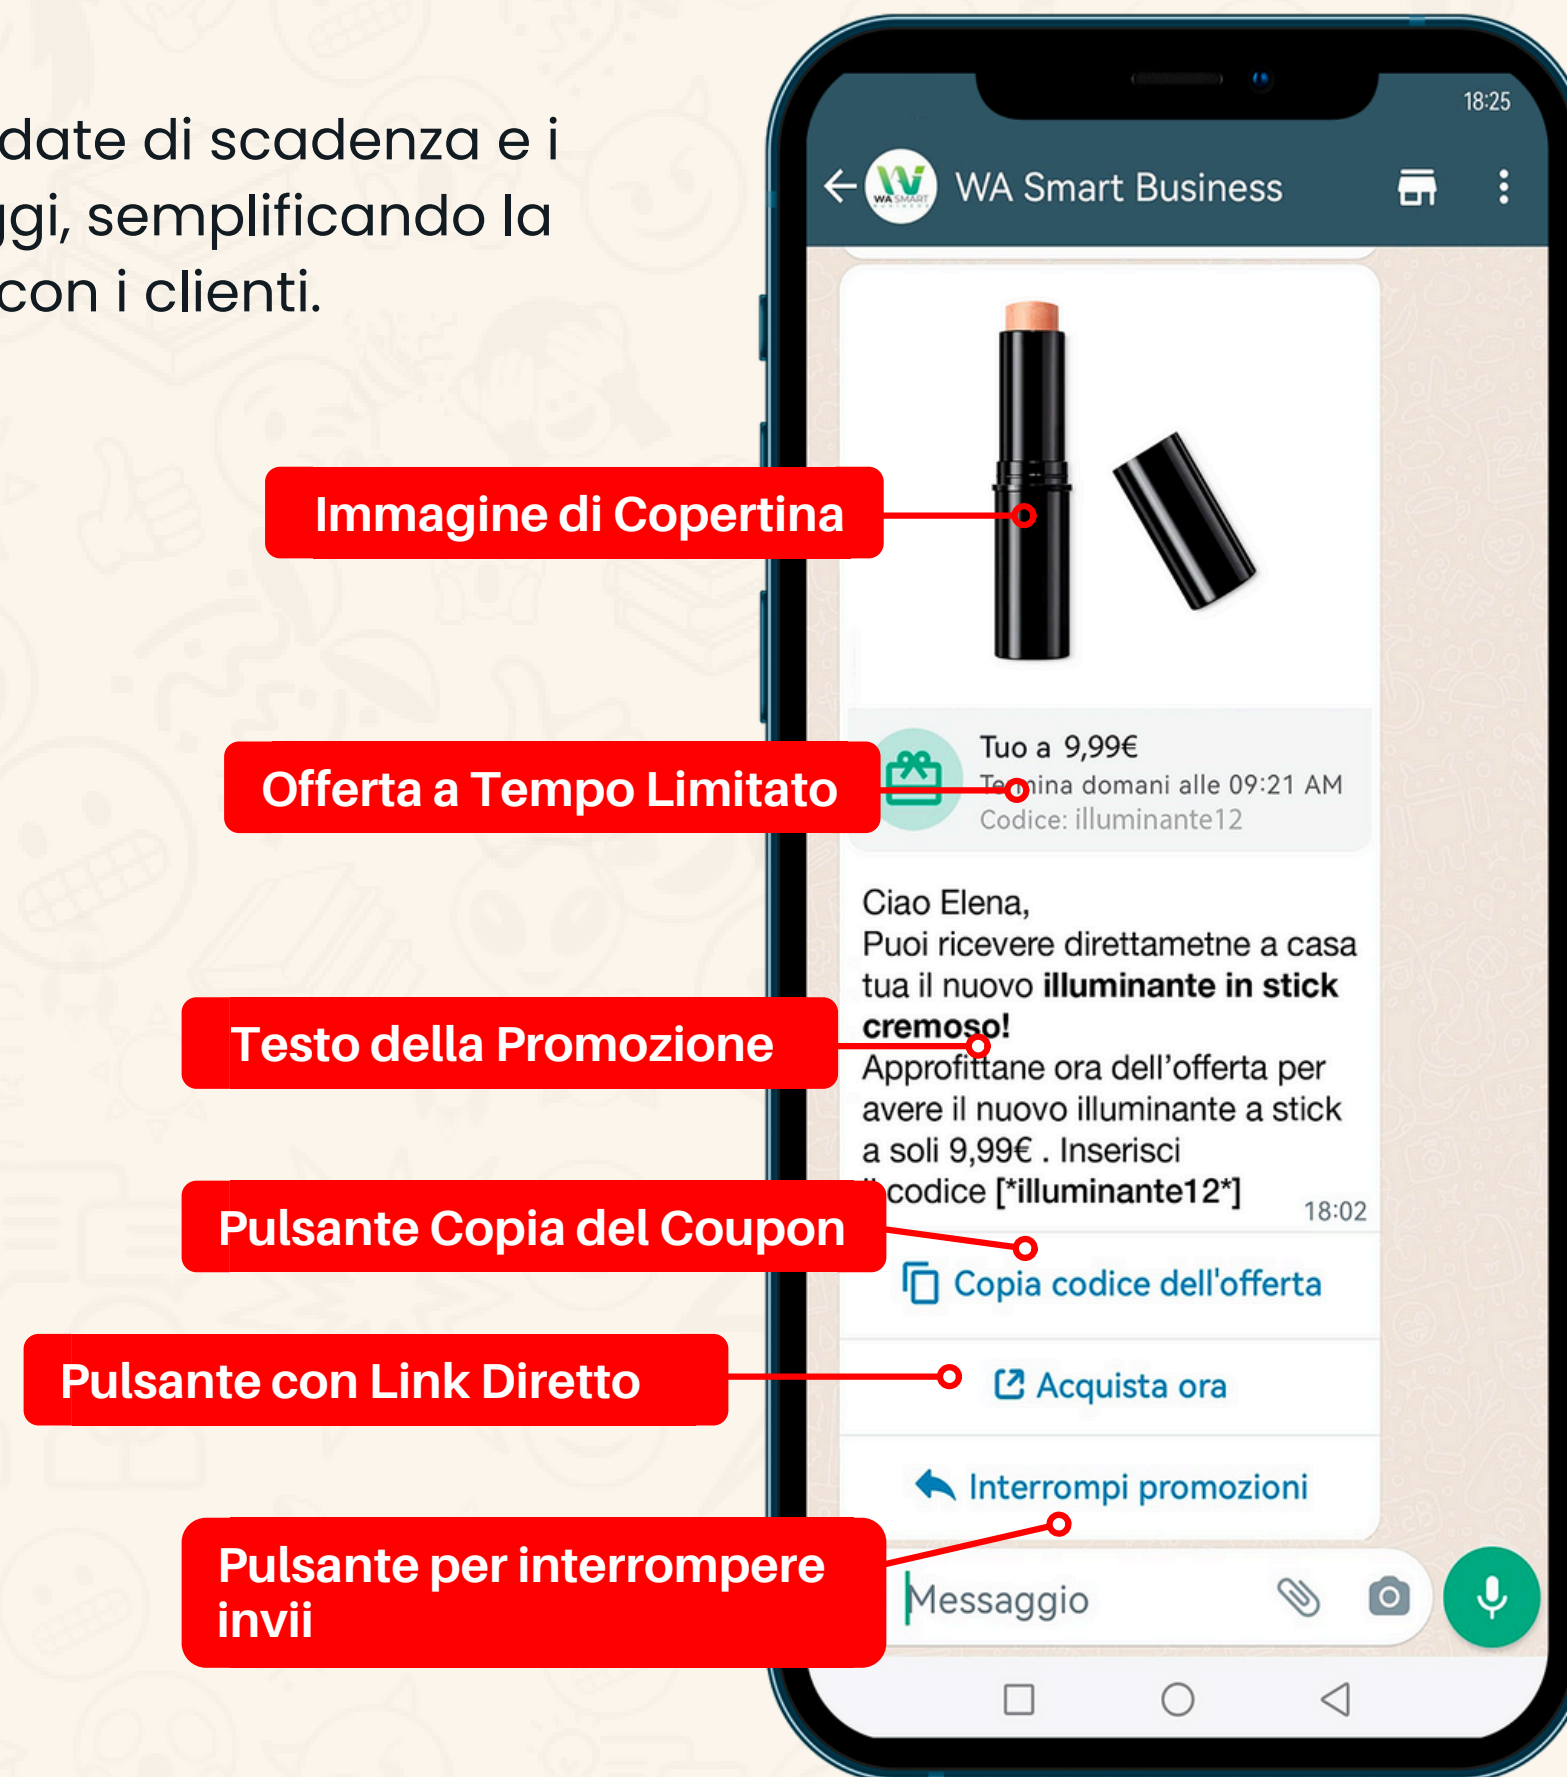 date di scadenza e i
ggi, semplificando la
con i clienti.
18:25
WA SMART
BUSINESS
WA Smart Business
Immagine di Copertina
Tuo a 9,99€
Offerta a Tempo Limitato
Termina domani alle 09:21 AM
Codice: illuminante12
Ciao Elena,
Puoi ricevere direttametne a casa
tua il nuovo illuminante in stick
cremoso!
Testo della Promozione
Approfittane ora dell'offerta per
avere il nuovo illuminante a stick
a soli 9,99€ . Inserisci
codice [*illuminante12*]
18:02
Pulsante Copia del Coupon
Copia codice dell'offerta
Pulsante con Link Diretto
Acquista ora
Interrompi promozioni
Pulsante per interrompere
invii
Messaggio